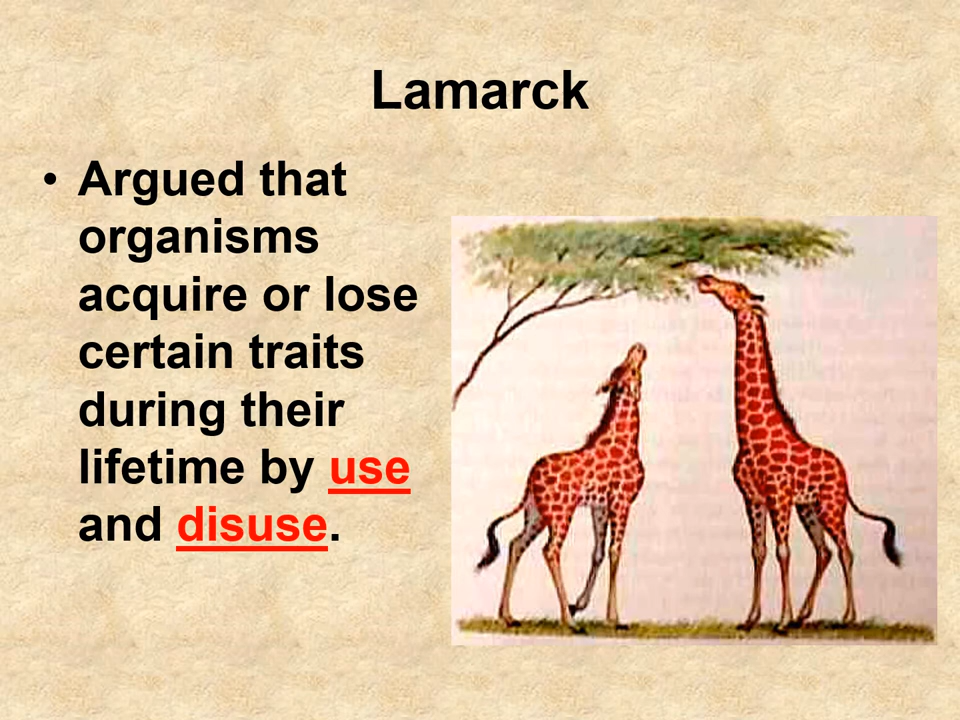 Lamarck
• Argued that
organisms
acquire or lose
certain traits
during their
lifetime by use
and disuse.